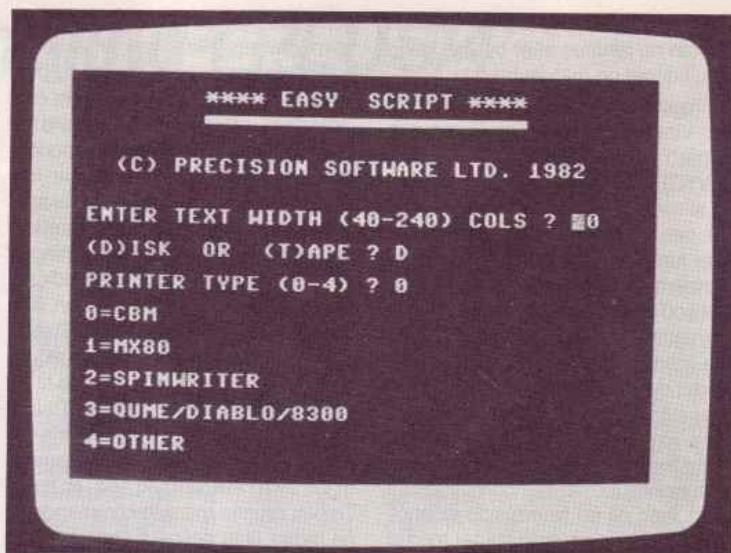 **** EASY SCRIPT ****
(C) PRECISION SOFTWARE LTD. 1982
ENTER TEXT WIDTH (40-240) COLS ? 0
(D)ISK OR (T)APE ? D
PRINTER TYPE (0-4) ? 0
0=CBM
1=MX80
2=SPINWRITER
3=QUME/DIABLO/8300
4=OTHER